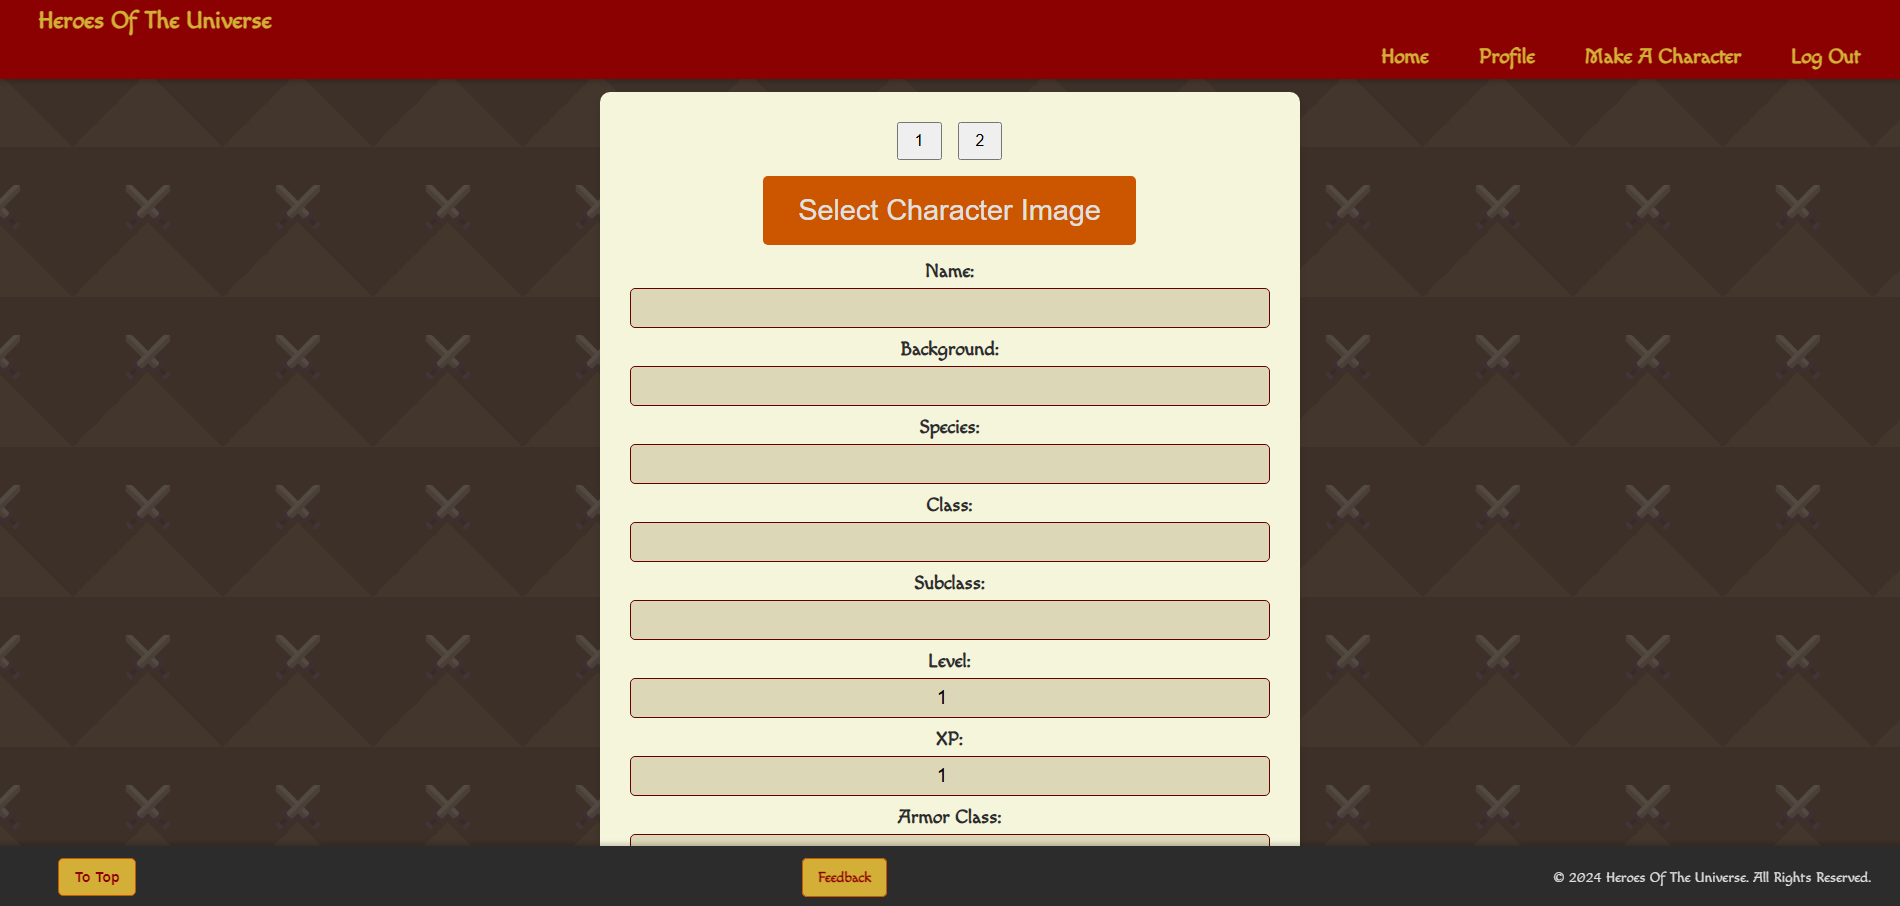 Heroes Of The Universe
Home Profile Make A Character Log Out
1 2
Select Character Image
Name:
Background:
Species:
Class:
Subclass:
Level:
1
XP:
1
Armor Class:
To Top Feedback © 2024 Heroes Of The Universe. All Rights Reserved.